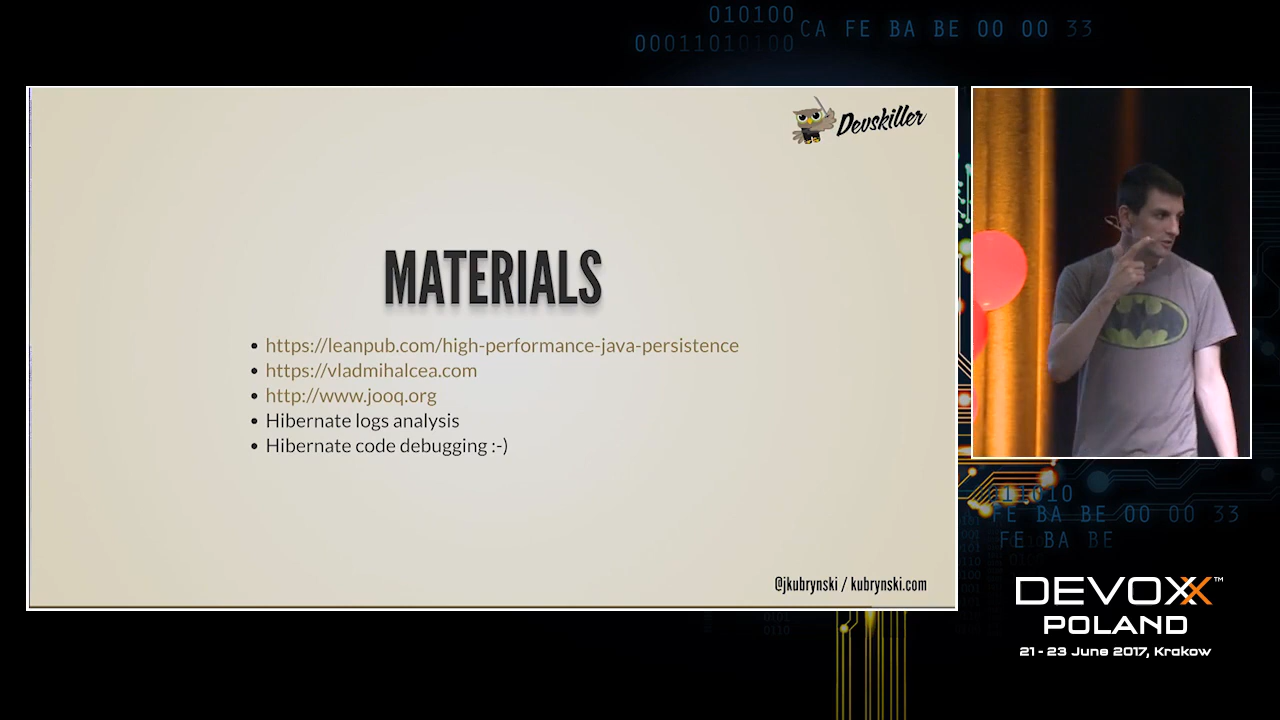 010100
00011010100
CA FE BA BE 00 00 33
Devskiller
MATERIALS
• https://leanpub.com/high-performance-java-persistence
• https://vladmihalcea.com
• http://www.jooq.org
• Hibernate logs analysis
• Hibernate code debugging :-)
@jkubrynski / kubrynski.com
FE BA BE 00 00 33
FE BA BE
DEVOXX™
POLAND
21 - 23 June 2017, Krakow